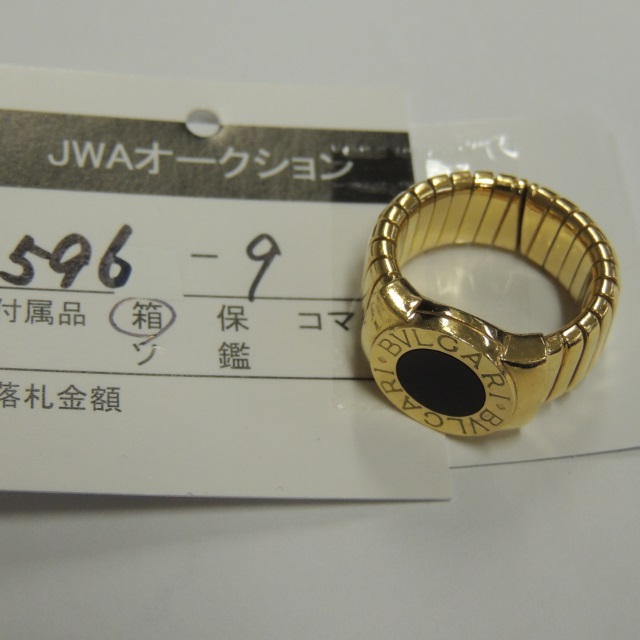 JWAオークション
596 - 9
付属品 箱 保 コマ
ソ 鑑
落札金額
BVLGARI・BVLGARI・